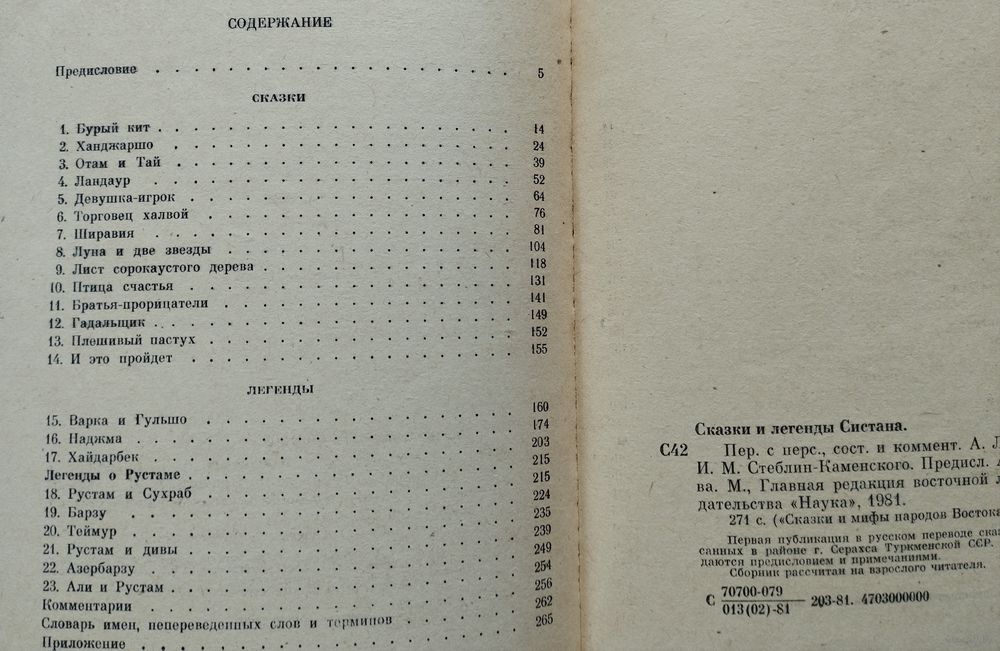 СОДЕРЖАНИЕ
Предисловие . . . . . . . . . . . . . . . . . . . . 5
СКАЗКИ
1. Бурый кит . . . . . . . . . . . . . . . . . . . . 14
2. Ханджаршо . . . . . . . . . . . . . . . . . . . . 24
3. Отам и Тай . . . . . . . . . . . . . . . . . . . . 39
4. Ландаур . . . . . . . . . . . . . . . . . . . . 52
5. Девушка-игрок . . . . . . . . . . . . . . . . . . 64
6. Торговец халвой . . . . . . . . . . . . . . . . . 76
7. Ширавия . . . . . . . . . . . . . . . . . . . . 81
8. Луна и две звезды . . . . . . . . . . . . . . . . 104
9. Лист сорокаустого дерева . . . . . . . . . . . . . 118
10. Птица счастья . . . . . . . . . . . . . . . . . . 131
11. Братья-прорицатели . . . . . . . . . . . . . . . . 141
12. Гадальщик . . . . . . . . . . . . . . . . . . . . 149
13. Плешивый пастух . . . . . . . . . . . . . . . . . 152
14. И это пройдет . . . . . . . . . . . . . . . . . . 155
ЛЕГЕНДЫ
15. Варка и Гульшо . . . . . . . . . . . . . . . . . 160
16. Наджма . . . . . . . . . . . . . . . . . . . . 174
17. Хайдарбек . . . . . . . . . . . . . . . . . . . . 203
Легенды о Рустаме . . . . . . . . . . . . . . . . . . 215
18. Рустам и Сухраб . . . . . . . . . . . . . . . . . 215
19. Барзу . . . . . . . . . . . . . . . . . . . . 224
20. Теймур . . . . . . . . . . . . . . . . . . . . 235
21. Рустам и дивы . . . . . . . . . . . . . . . . . . 239
22. Азербарзу . . . . . . . . . . . . . . . . . . . . 249
23. Али и Рустам . . . . . . . . . . . . . . . . . . 254
Комментарии . . . . . . . . . . . . . . . . . . . . 256
Словарь имен, непереведенных слов и терминов . . . . . . 262
Приложение . . . . . . . . . . . . . . . . . . . . 265
Сказки и легенды Систана.
С42 Пер. с перс., сост. и коммент. А. Л
И. М. Стеблин-Каменского. Предисл. А
ва. М., Главная редакция восточной л
дательства «Наука», 1981.
271 с. («Сказки и мифы народов Востока
Первая публикация в русском переводе сказ
санных в районе г. Серахса Туркменской ССР.
даются предисловием и примечаниями.
Сборник рассчитан на взрослого читателя.
С 70700-079
013(02)-81 203-81. 4703000000